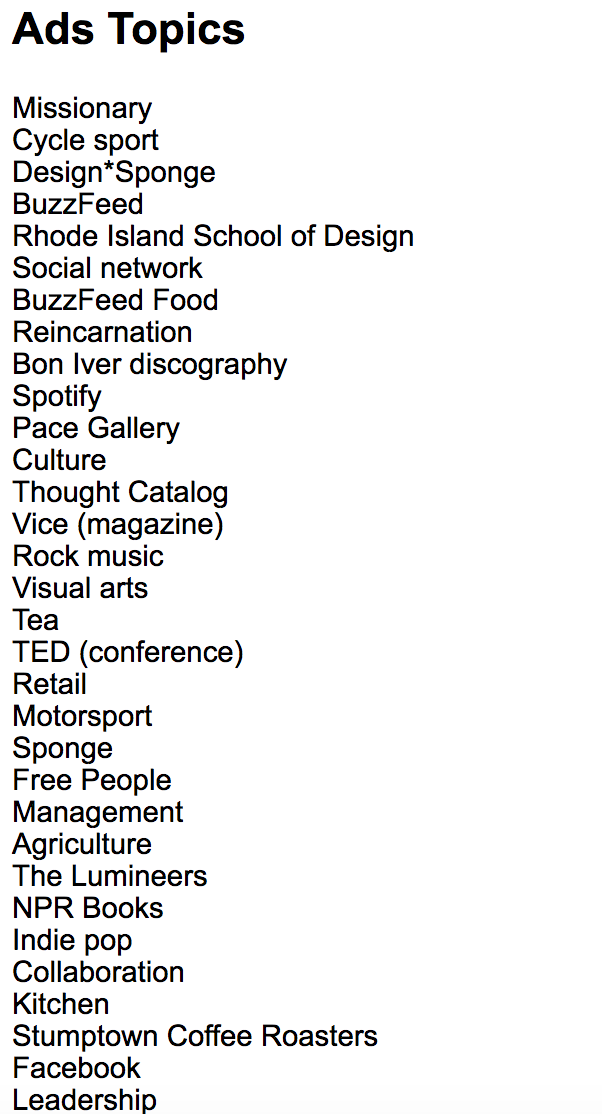 Ads Topics
Missionary
Cycle sport
Design*Sponge
BuzzFeed
Rhode Island School of Design
Social network
BuzzFeed Food
Reincarnation
Bon Iver discography
Spotify
Pace Gallery
Culture
Thought Catalog
Vice (magazine)
Rock music
Visual arts
Tea
TED (conference)
Retail
Motorsport
Sponge
Free People
Management
Agriculture
The Lumineers
NPR Books
Indie pop
Collaboration
Kitchen
Stumptown Coffee Roasters
Facebook
Leadership